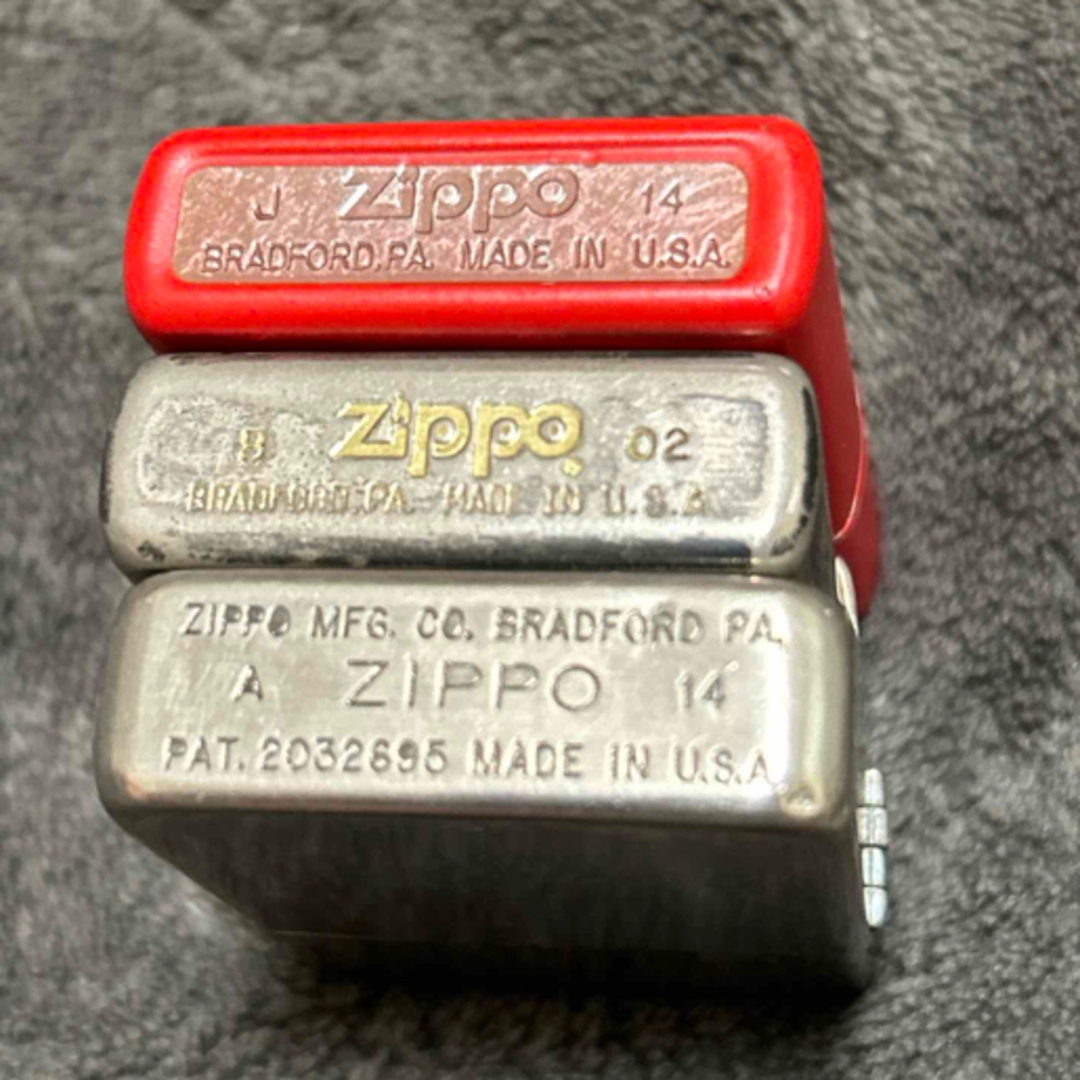 J Zippo 14
BRADFORD, PA. MADE IN U.S.A.
B Zippo 02
BRADFORD, PA. MADE IN U.S.A.
ZIPPO MFG. CO. BRADFORD PA.
A ZIPPO 14
PAT. 2032695 MADE IN U.S.A.